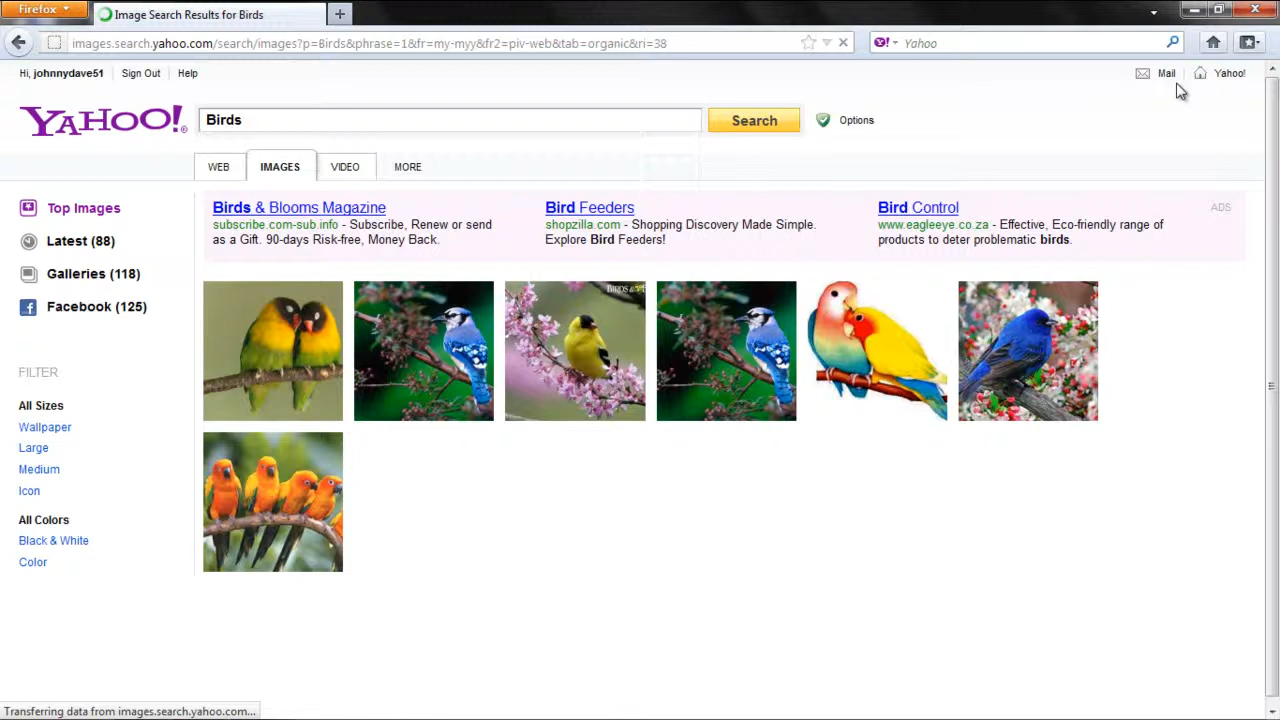 Firefox
Image Search Results for Birds
images.search.yahoo.com/search/images?p=Birds&phrase=1&fr=my-myy&fr2=piv-web&tab=organic&ri=38
Y! Yahoo
Hi, johnnydave51 Sign Out Help
Mail Yahoo!
YAHOO!
Birds
Search
Options
WEB IMAGES VIDEO MORE
Top Images
Latest (88)
Galleries (118)
Facebook (125)
FILTER
All Sizes
Wallpaper
Large
Medium
Icon
All Colors
Black & White
Color
Birds & Blooms Magazine
subscribe.com-sub.info - Subscribe, Renew or send
as a Gift. 90-days Risk-free, Money Back.
Bird Feeders
shopzilla.com - Shopping Discovery Made Simple.
Explore Bird Feeders!
Bird Control
www.eagleeye.co.za - Effective, Eco-friendly range of
products to deter problematic birds.
ADS
Transferring data from images.search.yahoo.com...